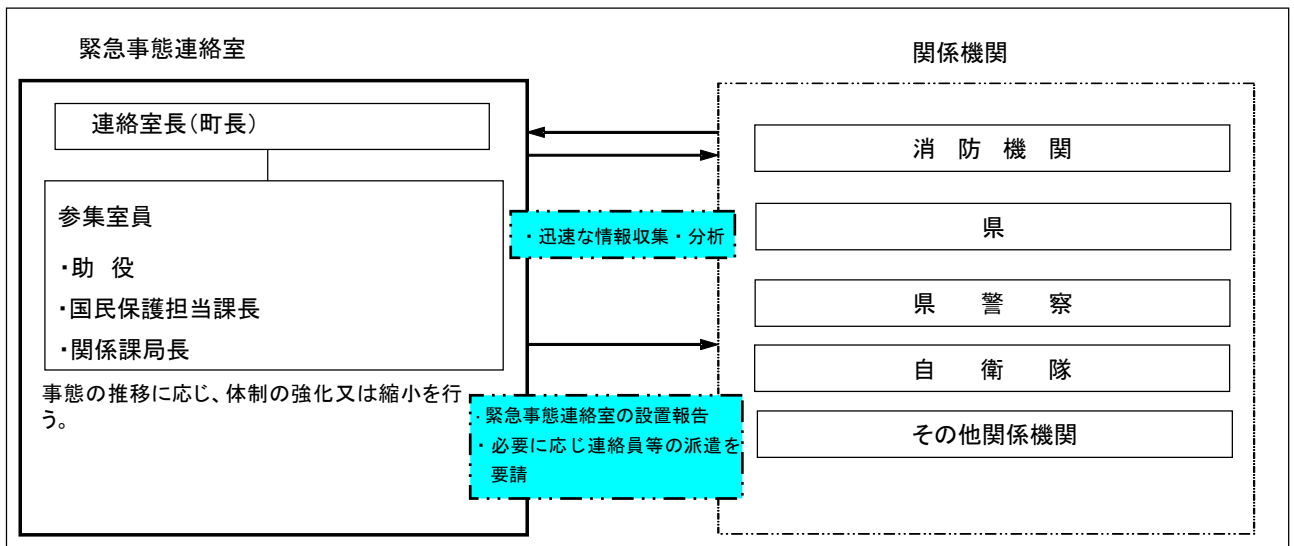 緊急事態連絡室
連絡室長(町長)
参集室員
・助 役
・国民保護担当課長
・関係課局長
事態の推移に応じ、体制の強化又は縮小を行
う。
・迅速な情報収集・分析
・緊急事態連絡室の設置報告
・必要に応じ連絡員等の派遣を
要請
関係機関
消 防 機 関
県
県 警 察
自 衛 隊
その他関係機関